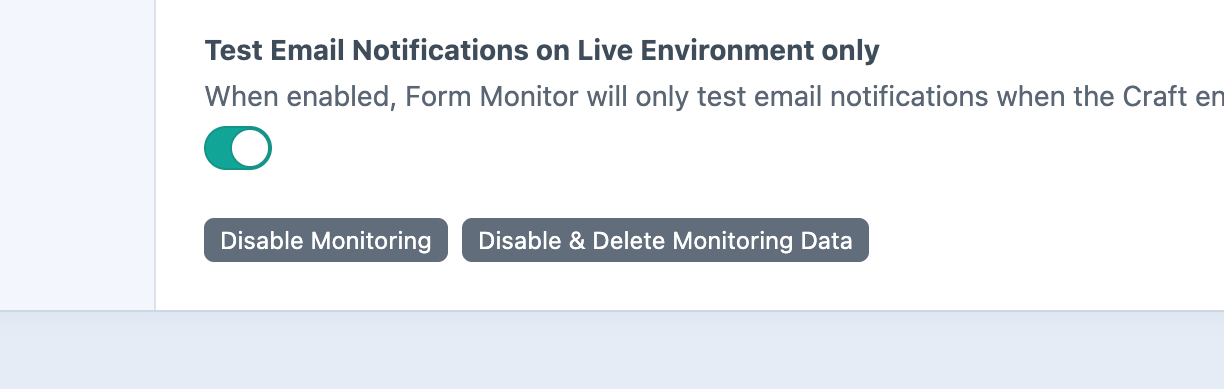 Test Email Notifications on Live Environment only
When enabled, Form Monitor will only test email notifications when the Craft en
Disable Monitoring
Disable & Delete Monitoring Data